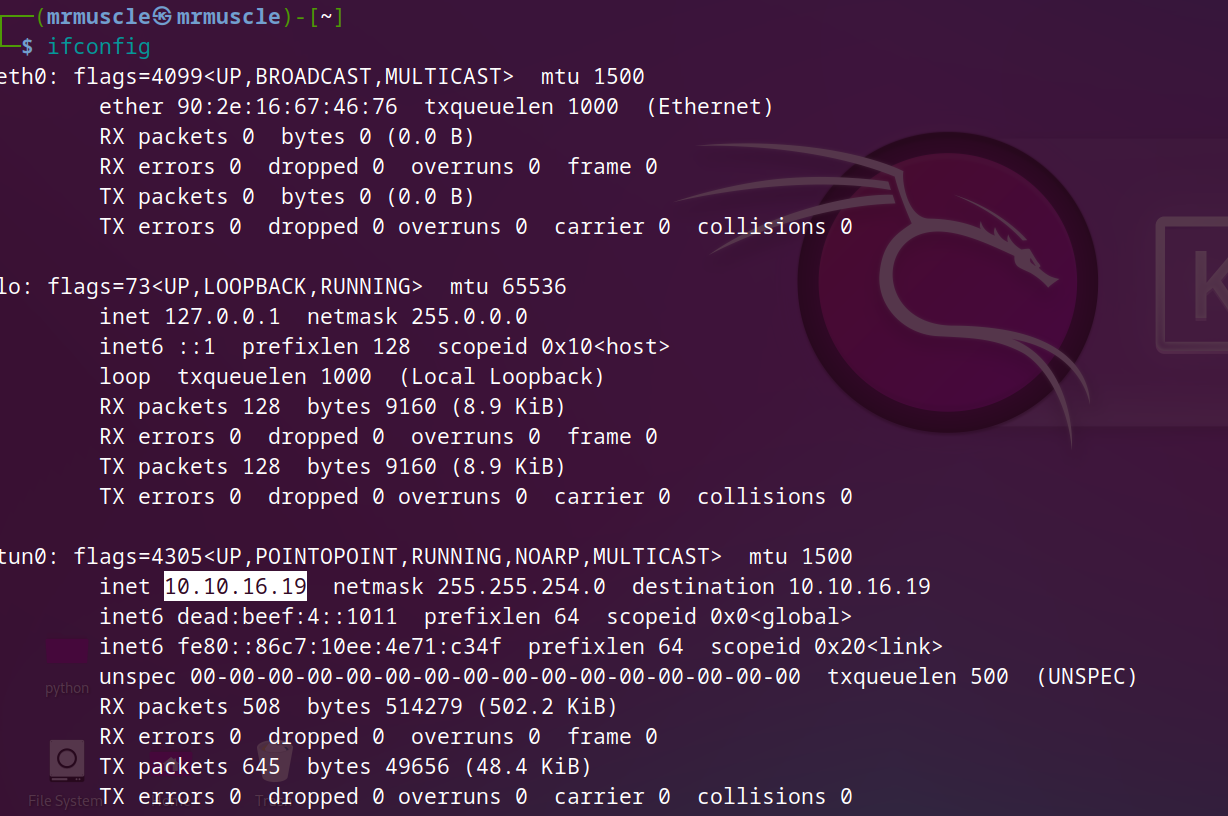 (mrmuscle㉿mrmuscle)-[~]
$ ifconfig
eth0: flags=4099<UP,BROADCAST,MULTICAST>  mtu 1500
        ether 90:2e:16:67:46:76  txqueuelen 1000  (Ethernet)
        RX packets 0  bytes 0 (0.0 B)
        RX errors 0  dropped 0  overruns 0  frame 0
        TX packets 0  bytes 0 (0.0 B)
        TX errors 0  dropped 0 overruns 0  carrier 0  collisions 0

lo: flags=73<UP,LOOPBACK,RUNNING>  mtu 65536
        inet 127.0.0.1  netmask 255.0.0.0
        inet6 ::1  prefixlen 128  scopeid 0x10<host>
        loop  txqueuelen 1000  (Local Loopback)
        RX packets 128  bytes 9160 (8.9 KiB)
        RX errors 0  dropped 0  overruns 0  frame 0
        TX packets 128  bytes 9160 (8.9 KiB)
        TX errors 0  dropped 0 overruns 0  carrier 0  collisions 0

tun0: flags=4305<UP,POINTOPOINT,RUNNING,NOARP,MULTICAST>  mtu 1500
        inet 10.10.16.19  netmask 255.255.254.0  destination 10.10.16.19
        inet6 dead:beef:4::1011  prefixlen 64  scopeid 0x0<global>
        inet6 fe80::86c7:10ee:4e71:c34f  prefixlen 64  scopeid 0x20<link>
        unspec 00-00-00-00-00-00-00-00-00-00-00-00-00-00-00-00  txqueuelen 500  (UNSPEC)
        RX packets 508  bytes 514279 (502.2 KiB)
        RX errors 0  dropped 0  overruns 0  frame 0
        TX packets 645  bytes 49656 (48.4 KiB)
        TX errors 0  dropped 0 overruns 0  carrier 0  collisions 0
K
python
File System